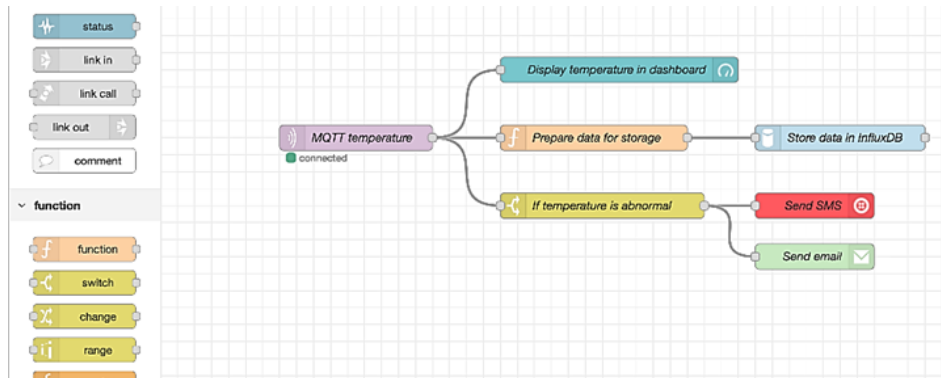 status
link in
link call
link out
comment
function
function
switch
change
range
MQTT temperature
connected
Display temperature in dashboard
Prepare data for storage
Store data in InfluxDB
If temperature is abnormal
Send SMS
Send email